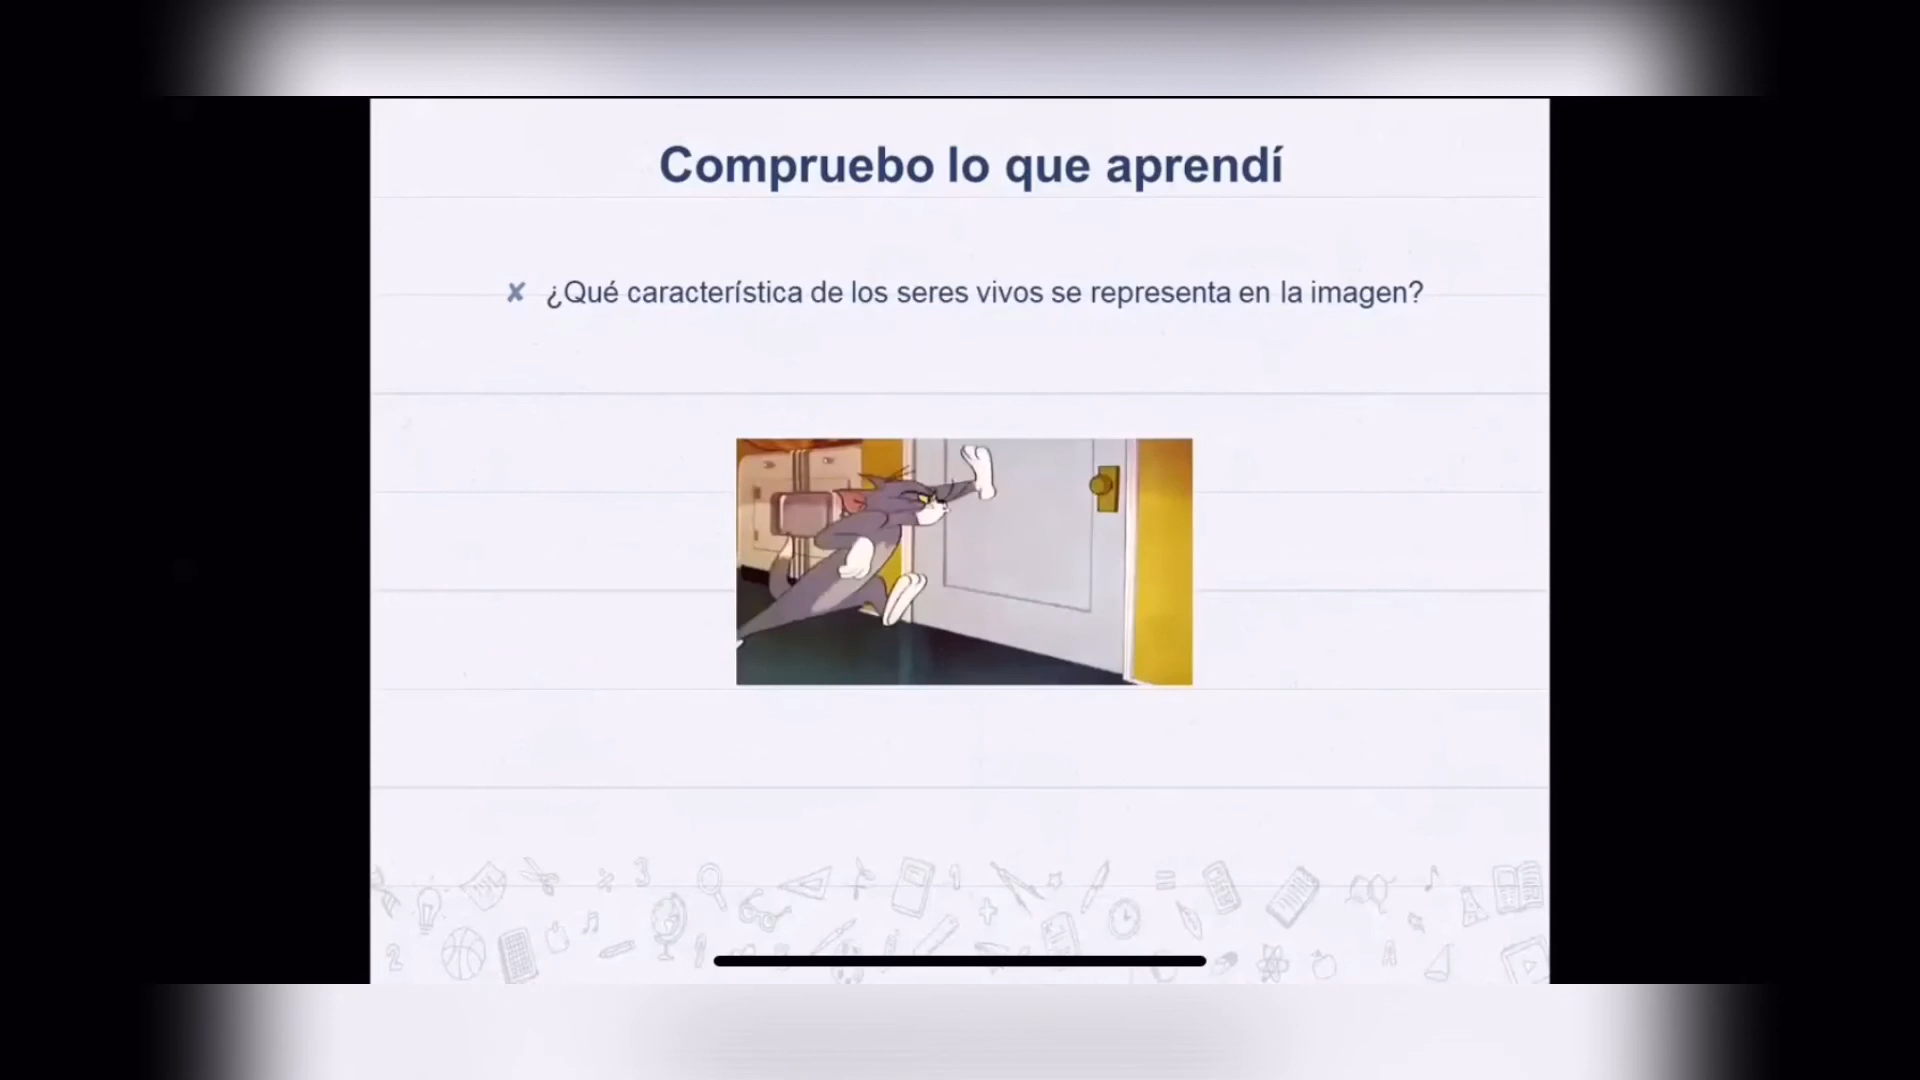 Compruebo lo que aprendí
✘ ¿Qué característica de los seres vivos se representa en la imagen?